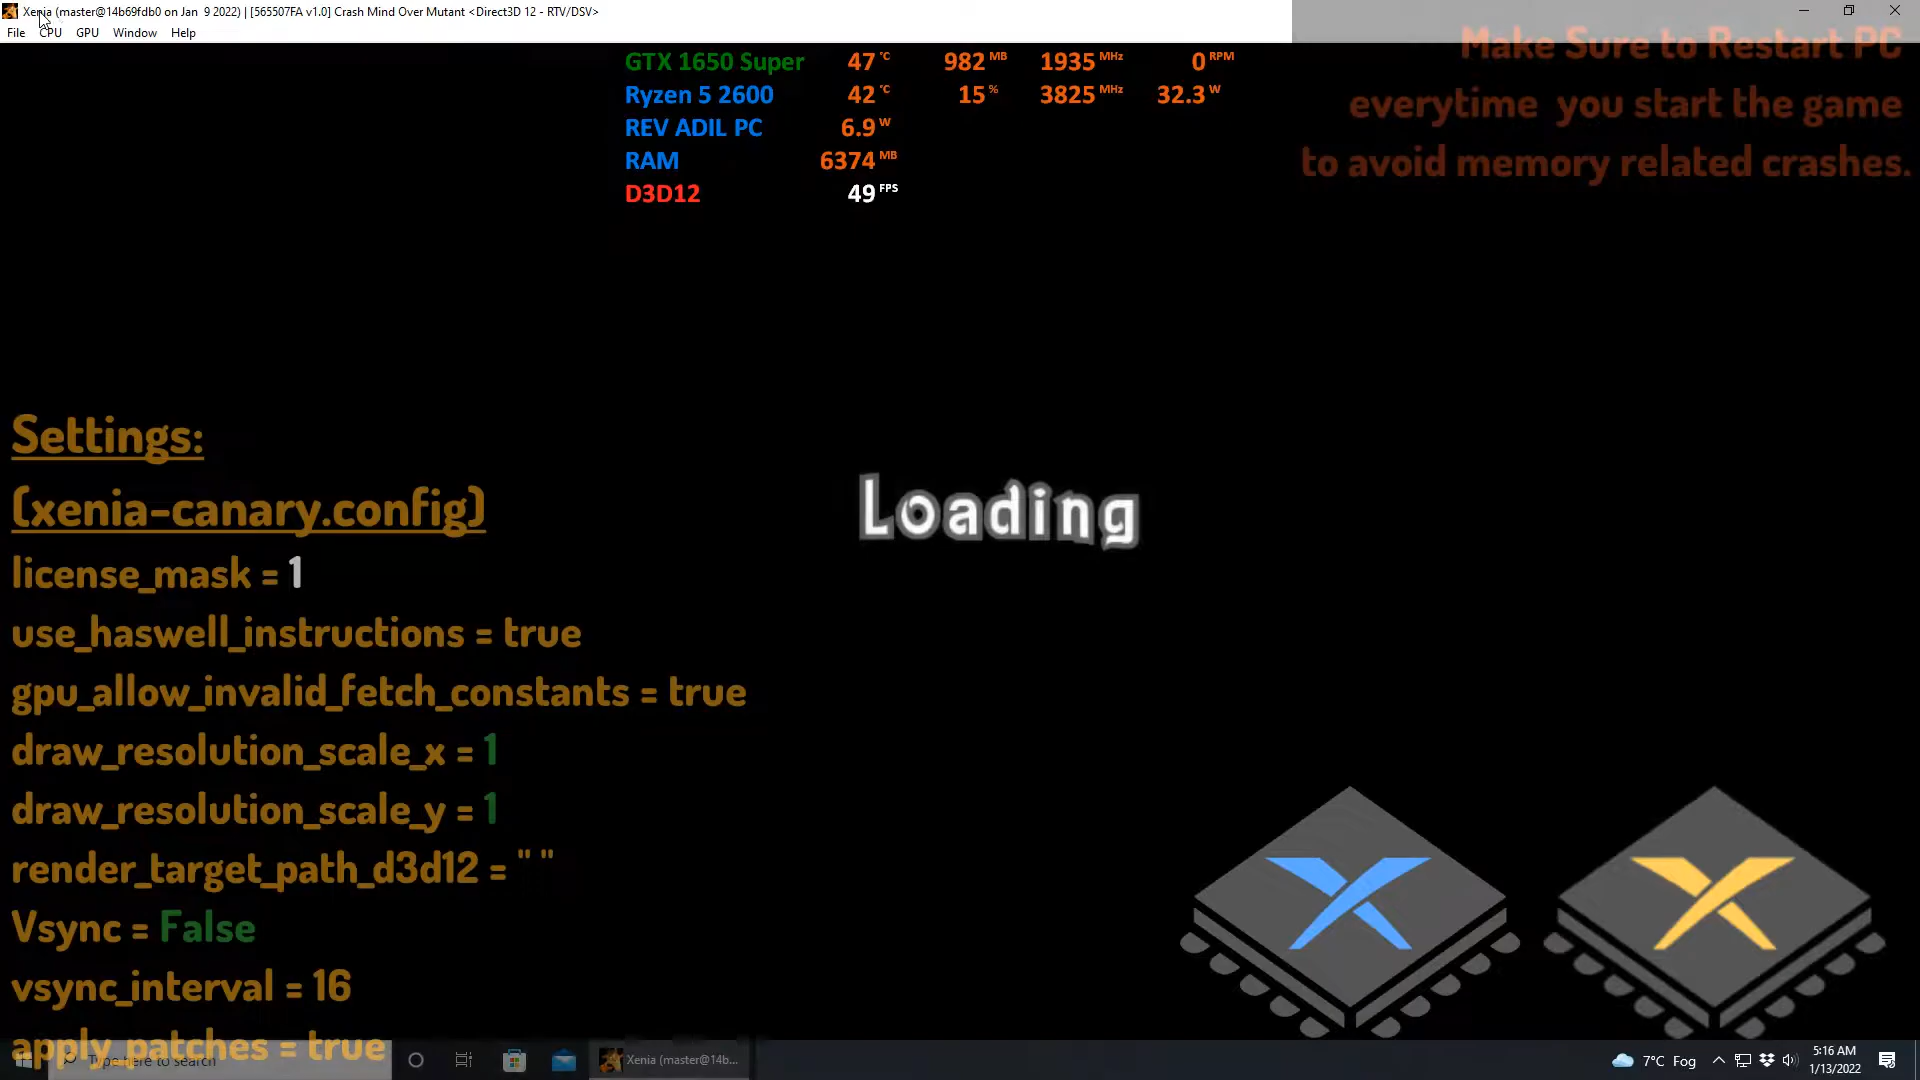 Xenia (master@14b69fdb0 on Jan 9 2022) | [565507FA v1.0] Crash Mind Over Mutant <Direct3D 12 - RTV/DSV>
File CPU GPU Window Help
Make Sure to Restart PC
everytime you start the game
to avoid memory related crashes.
GTX 1650 Super 47 °C 982 MB 1935 MHz 0 RPM
Ryzen 5 2600 42 °C 15 % 3825 MHz 32.3 W
REV ADIL PC 6.9 W
RAM 6374 MB
D3D12 49 FPS
Settings:
(xenia-canary.config)
Loading
license_mask = 1
use_haswell_instructions = true
gpu_allow_invalid_fetch_constants = true
draw_resolution_scale_x = 1
draw_resolution_scale_y = 1
render_target_path_d3d12 = " "
Vsync = False
vsync_interval = 16
apply_patches = true
Type here to search
Xenia (master@14b...
7°C Fog
5:16 AM
1/13/2022